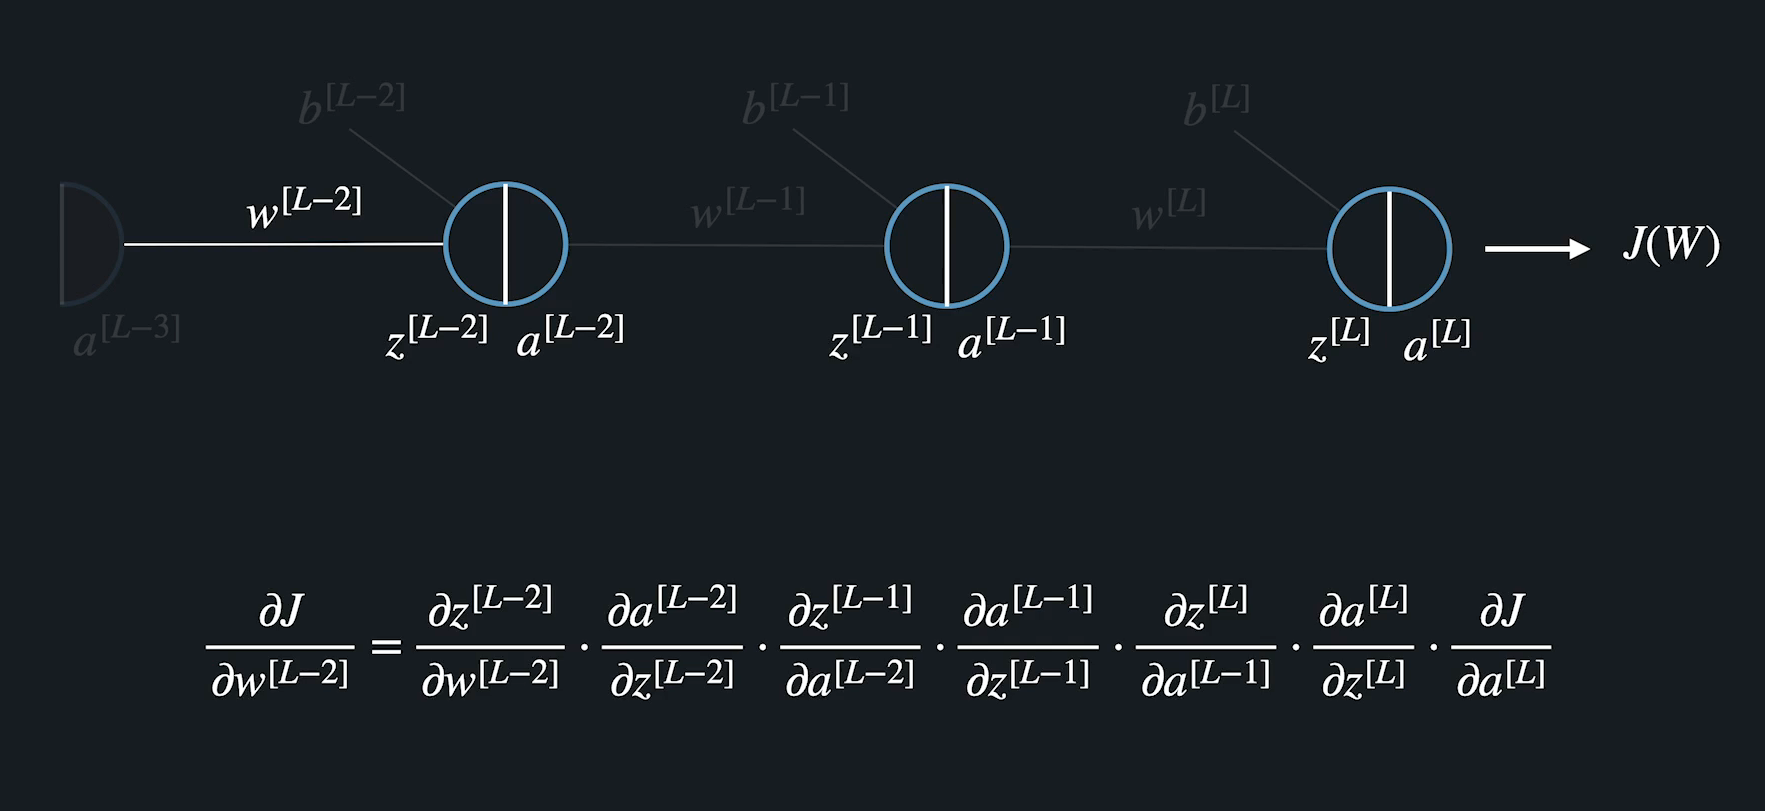 b^[L−2] b^[L−1] b^[L]
w^[L−2] w^[L−1] w^[L]
J(W)
a^[L−3] z^[L−2] a^[L−2] z^[L−1] a^[L−1] z^[L] a^[L]
∂J/∂w^[L−2] = ∂z^[L−2]/∂w^[L−2] · ∂a^[L−2]/∂z^[L−2] · ∂z^[L−1]/∂a^[L−2] · ∂a^[L−1]/∂z^[L−1] · ∂z^[L]/∂a^[L−1] · ∂a^[L]/∂z^[L] · ∂J/∂a^[L]